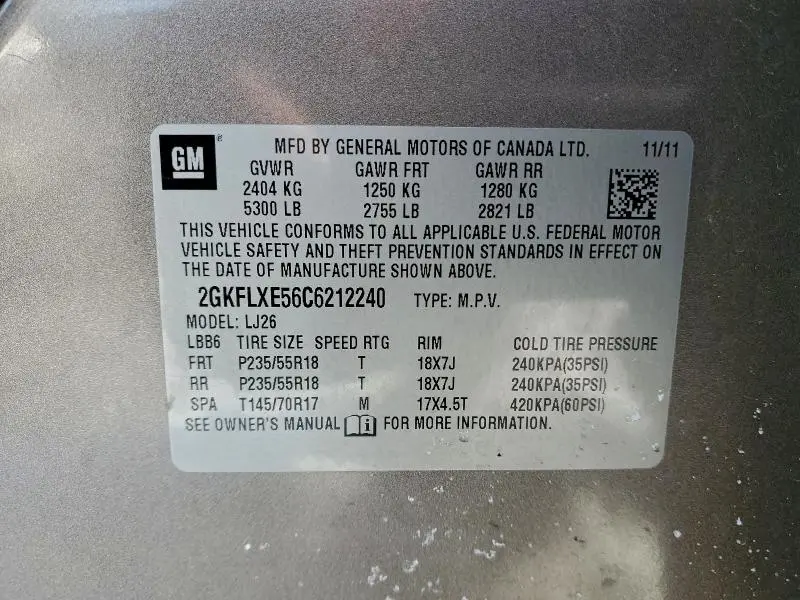 GM ® MFD BY GENERAL MOTORS OF CANADA LTD. 11/11
GVWR GAWR FRT GAWR RR
2404 KG 1250 KG 1280 KG
5300 LB 2755 LB 2821 LB
THIS VEHICLE CONFORMS TO ALL APPLICABLE U.S. FEDERAL MOTOR
VEHICLE SAFETY AND THEFT PREVENTION STANDARDS IN EFFECT ON
THE DATE OF MANUFACTURE SHOWN ABOVE.
2GKFLXE56C6212240 TYPE: M.P.V.
MODEL: LJ26
LBB6 TIRE SIZE SPEED RTG RIM COLD TIRE PRESSURE
FRT P235/55R18 T 18X7J 240KPA(35PSI)
RR P235/55R18 T 18X7J 240KPA(35PSI)
SPA T145/70R17 M 17X4.5T 420KPA(60PSI)
SEE OWNER'S MANUAL i FOR MORE INFORMATION.